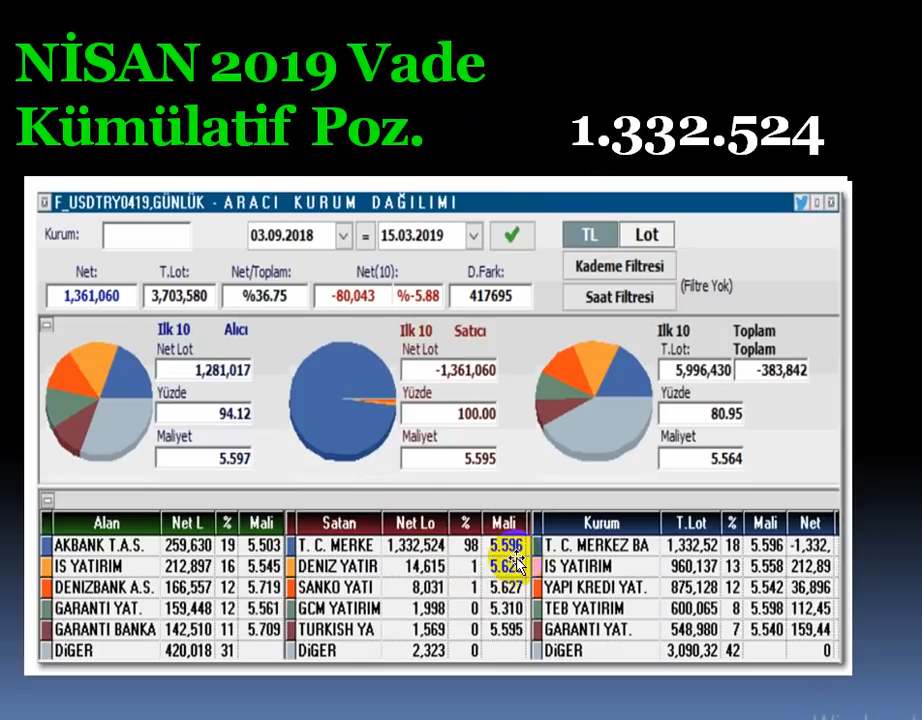 NİSAN 2019 Vade
Kümülatif Poz. 1.332.524
F_USDTRY0419,GÜNLÜK - ARACI KURUM DAĞILIMI
Kurum: 03.09.2018 = 15.03.2019 TL Lot
Kademe Filtresi
Saat Filtresi (Filtre Yok)
Net: T.Lot: Net/Toplam: Net(10): D.Fark:
1,361,060 3,703,580 %36.75 -80,043 %-5.88 417695
Ilk 10 Alıcı Ilk 10 Satıcı Ilk 10 Toplam
Net Lot Net Lot T.Lot: Toplam
1,281,017 -1,361,060 5,996,430 -383,842
Yüzde Yüzde Yüzde
94.12 100.00 80.95
Maliyet Maliyet Maliyet
5.597 5.595 5.564
Alan Net L % Mali Satan Net Lo % Mali Kurum T.Lot % Mali Net
AKBANK T.A.S. 259,630 19 5.503 T. C. MERKE 1,332,524 98 5.596 T. C. MERKEZ BA 1,332,52 18 5.596 -1,332,
IS YATIRIM 212,897 16 5.545 DENIZ YATIR 14,615 1 IS YATIRIM 960,137 13 5.558 212,89
DENIZBANK A.S. 166,557 12 5.719 SANKO YATI 8,031 1 5.627 YAPI KREDI YAT. 875,128 12 5.542 36,896
GARANTI YAT. 159,448 12 5.561 GCM YATIRIM 1,998 0 5.310 TEB YATIRIM 600,065 8 5.598 112,45
GARANTI BANKA 142,510 11 5.709 TURKISH YA 1,569 0 5.595 GARANTI YAT. 548,980 7 5.540 159,44
DiGER 420,018 31 DiGER 2,323 0 DiGER 3,090,32 42 0